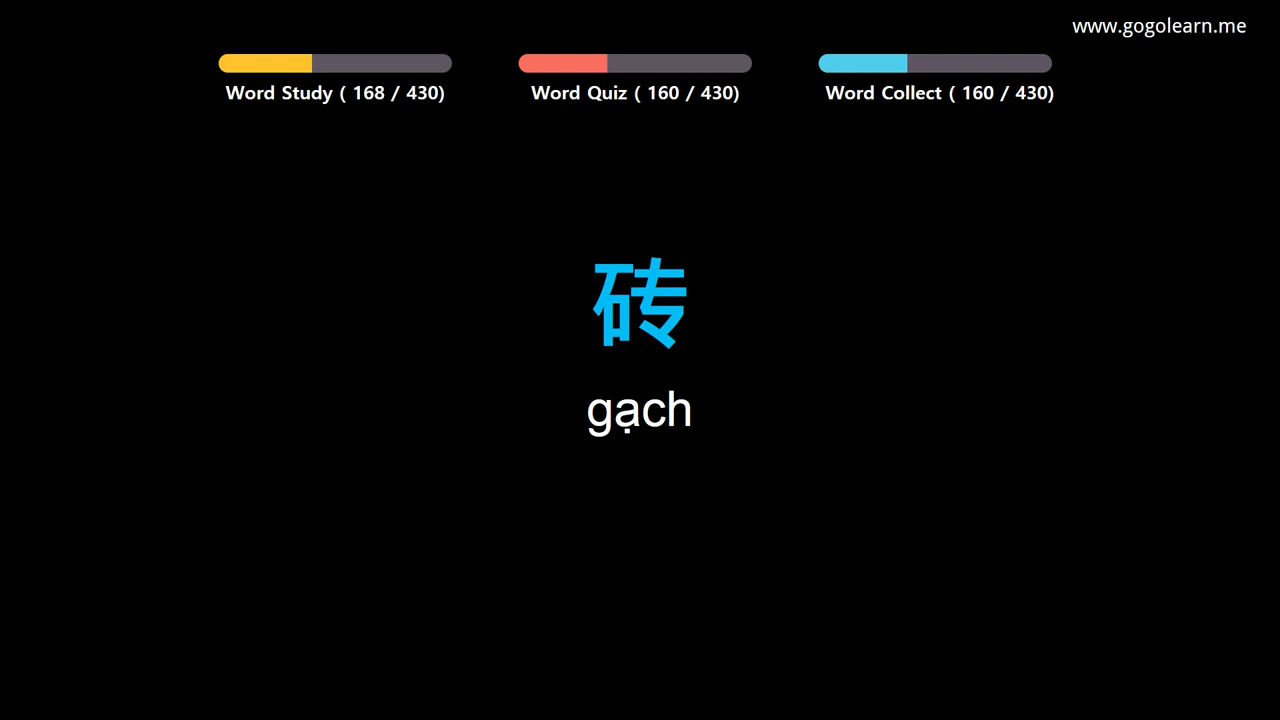 www.gogolearn.me
Word Study ( 168 / 430)
Word Quiz ( 160 / 430)
Word Collect ( 160 / 430)
砖
gạch